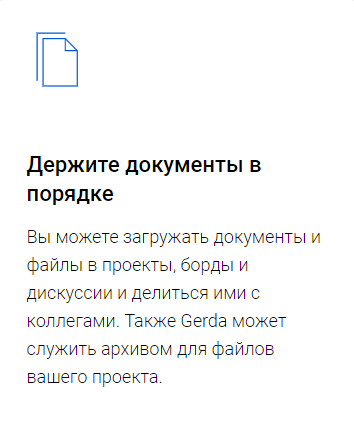 Держите документы в
порядке
Вы можете загружать документы и
файлы в проекты, борды и
дискуссии и делиться ими с
коллегами. Также Gerda может
служить архивом для файлов
вашего проекта.